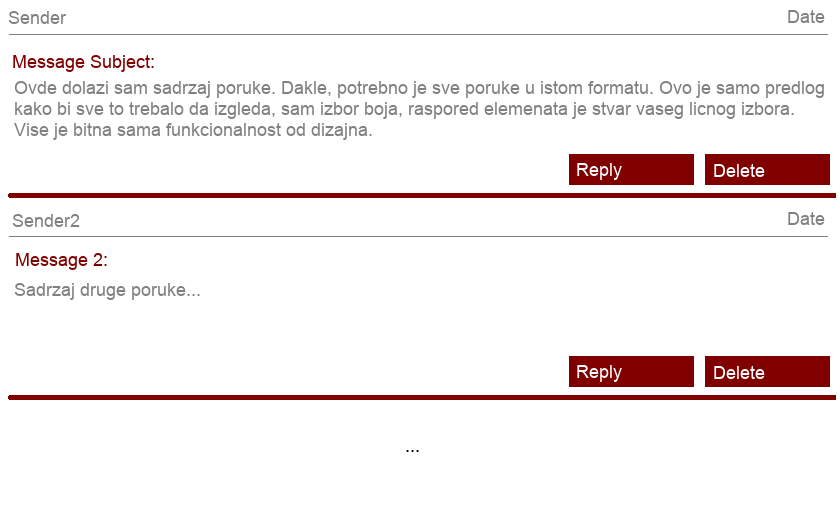 Sender Date
Message Subject:
Ovde dolazi sam sadrzaj poruke. Dakle, potrebno je sve poruke u istom formatu. Ovo je samo predlog
kako bi sve to trebalo da izgleda, sam izbor boja, raspored elemenata je stvar vaseg licnog izbora.
Vise je bitna sama funkcionalnost od dizajna.
Reply Delete
Sender2 Date
Message 2:
Sadrzaj druge poruke...
Reply Delete
...